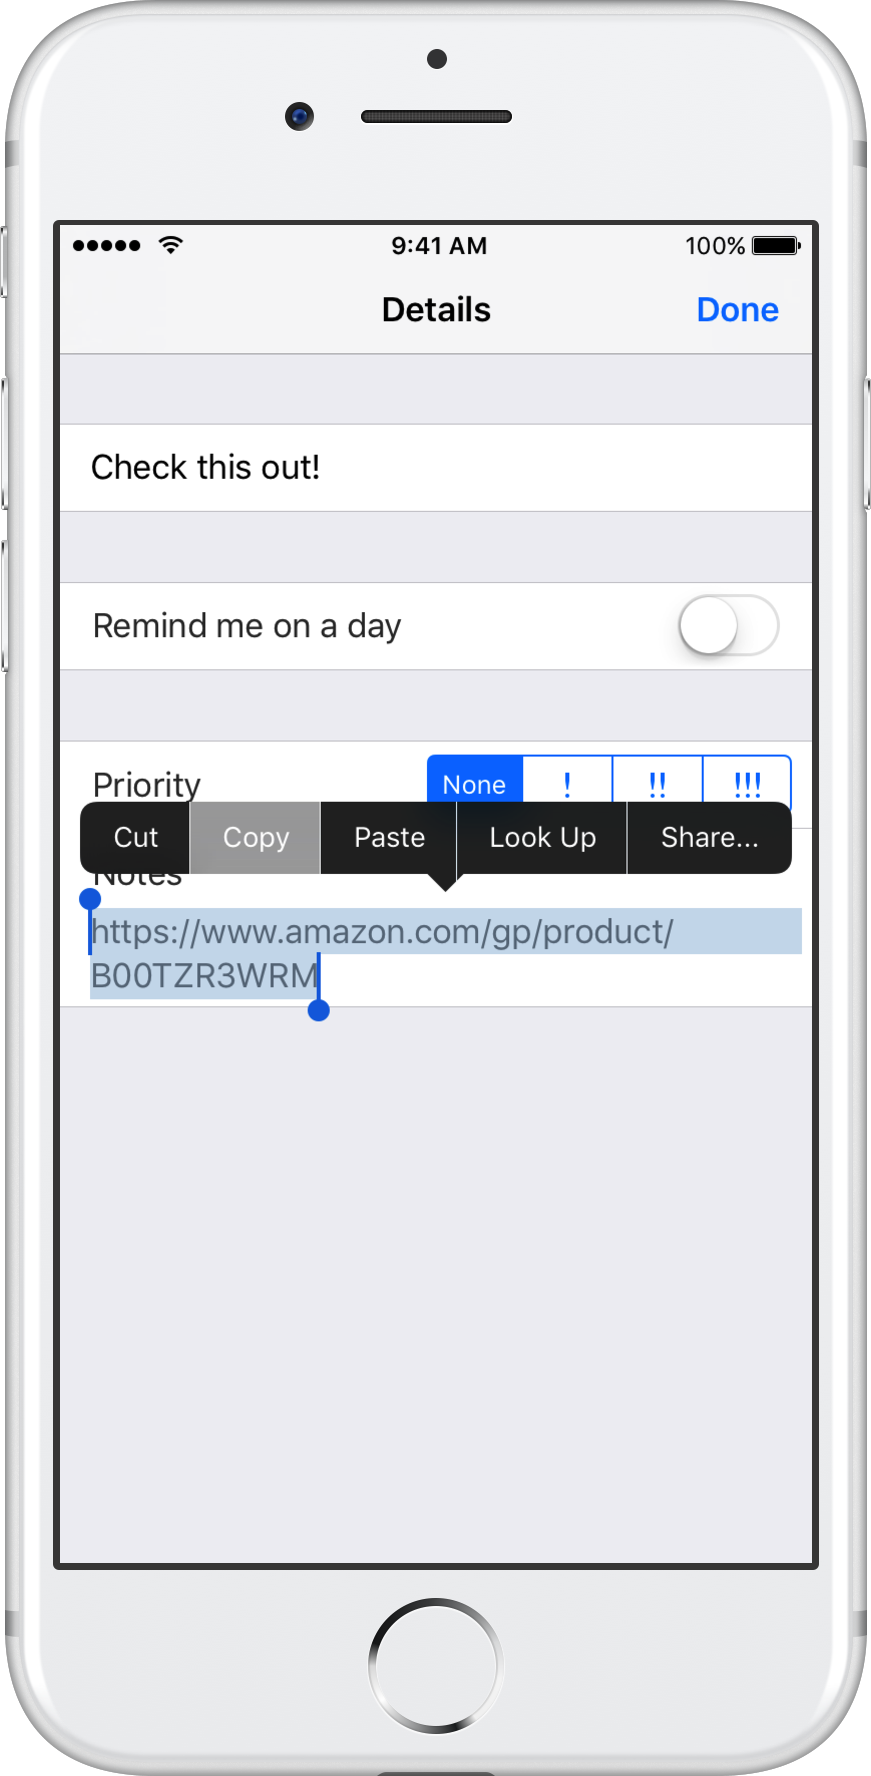 9:41 AM 100%
Details Done
Check this out!
Remind me on a day
Priority None ! !! !!!
Cut Copy Paste Look Up Share...
Notes
https://www.amazon.com/gp/product/
B00TZR3WRM